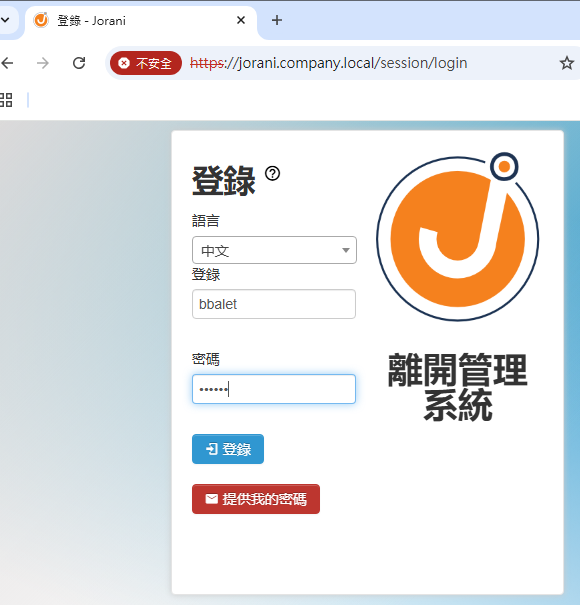 登錄 - Jorani
不安全
https://jorani.company.local/session/login
登錄
語言
中文
登錄
bbalet
密碼
••••••
登錄
提供我的密碼
離開管理
系統